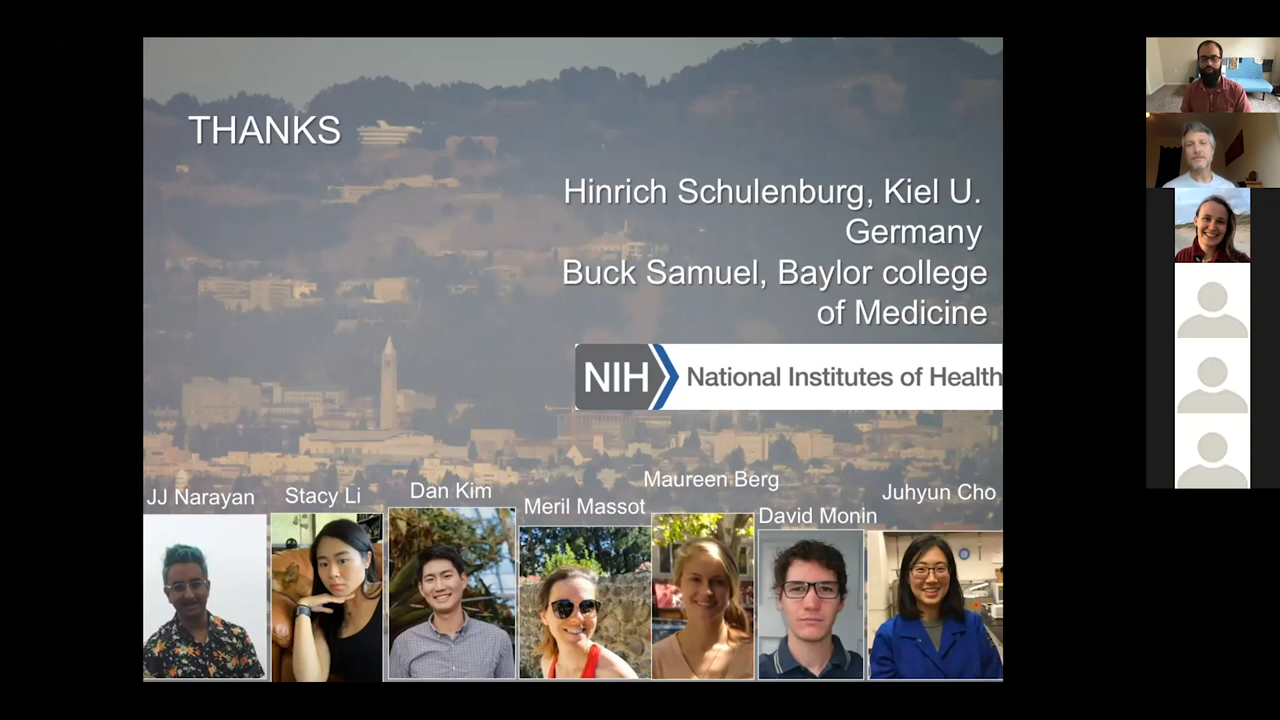 THANKS
Hinrich Schulenburg, Kiel U.
Germany
Buck Samuel, Baylor college
of Medicine
NIH National Institutes of Health
JJ Narayan
Stacy Li
Dan Kim
Meril Massot
Maureen Berg
David Monin
Juhyun Cho